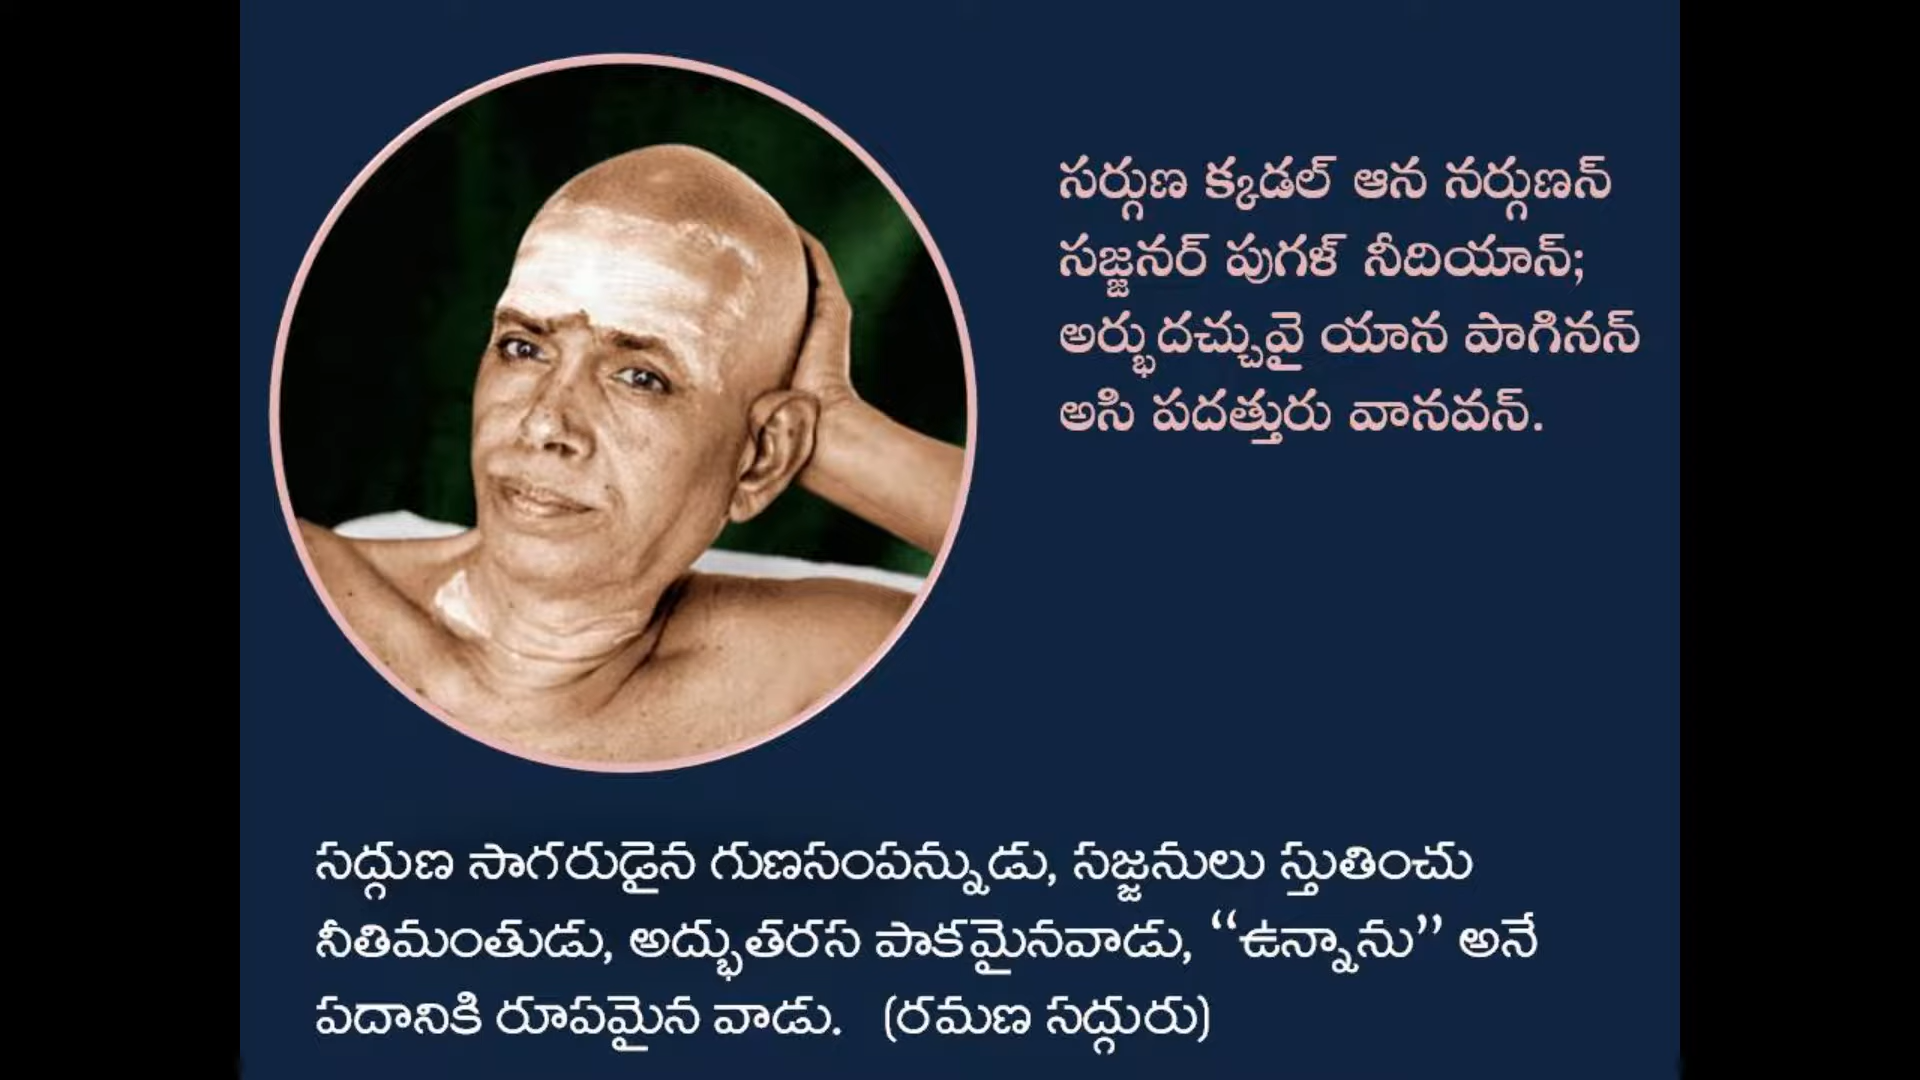 సర్గుణ క్కడల్ ఆన నర్గుణన్
సజ్జనర్ పుగళ్ నీదియాన్;
అర్భుదచ్చువై యాన పాగినన్
అసి పదత్తురు వానవన్.
సద్గుణ సాగరుడైన గుణసంపన్నుడు, సజ్జనులు స్తుతించు
నీతిమంతుడు, అద్భుతరస పాకమైనవాడు, “ఉన్నాను” అనే
పదానికి రూపమైన వాడు. (రమణ సద్గురు)